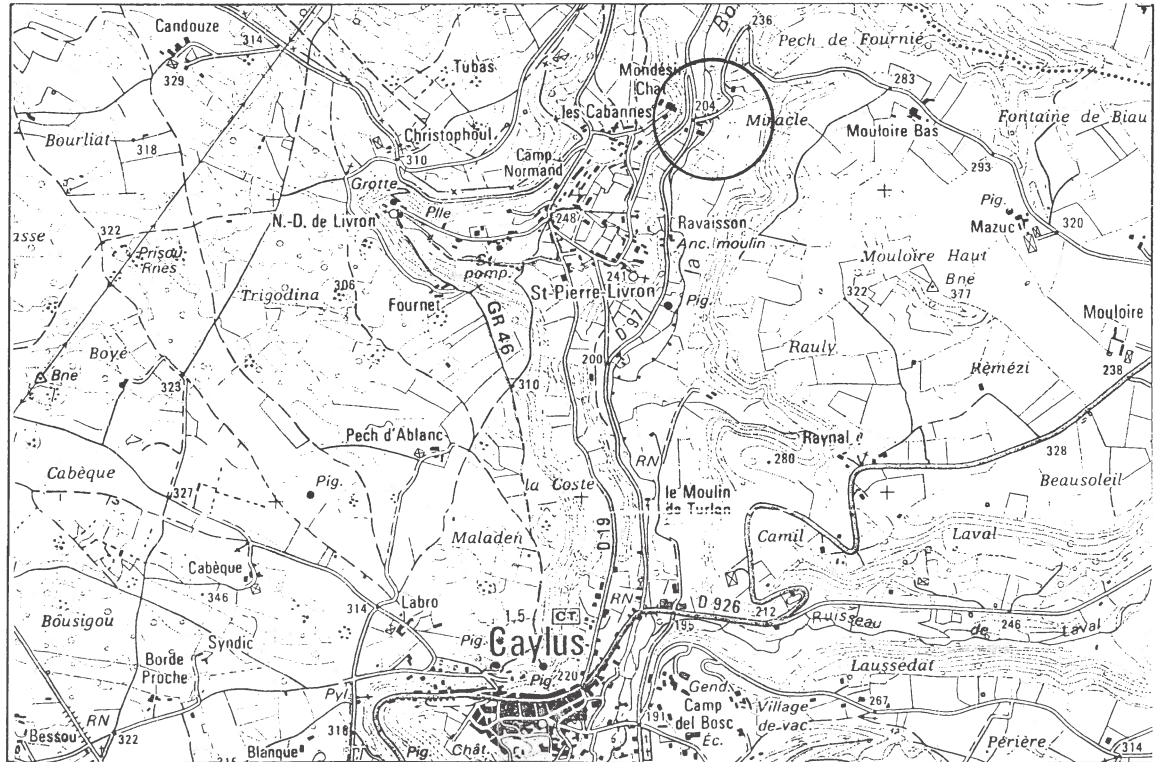 Candouze
314
329
Tubas
236
Pech de Fournié
Mondésir
Chat.
204
les Cabannes
283
Miracle
Mouloire Bas
Fontaine de Biau
Bourliat
318
Christophoul
310
Camp
Normand
293
Grotte
Plle
N.-D. de Livron
248
Ravaisson
Anc. moulin
Pig.
Mazuc
320
322
Prisou
Rnes
St.
pomp.
241
St-Pierre-Livron
la
Mouloire Haut
Bne
377
Trigodina
306
Fournet
GR 46
D 97
Pig.
322
Mouloire
Boyé
Bne
323
200
Rauly
Rèmézi
238
310
Pech d'Ablanc
Raynal
RN
280
328
Cabèque
Pig.
327
la Coste
le Moulin
de Turlan
Beausoleil
D 19
Maladen
Camil
Laval
Cabèque
346
314
Labro
RN
D 926
212
195
Ruisseau de Laval
246
1,5
C.T.
Bousigou
Syndic
Pig.
Caylus
Pig.
220
Laussedat
Borde
Proche
Pyl.
Gend.
Camp
del Bosc
Éc.
Village
de vac.
267
RN
191
Bessou
322
318
Blanque
Pig.
Chât.
Périère
314